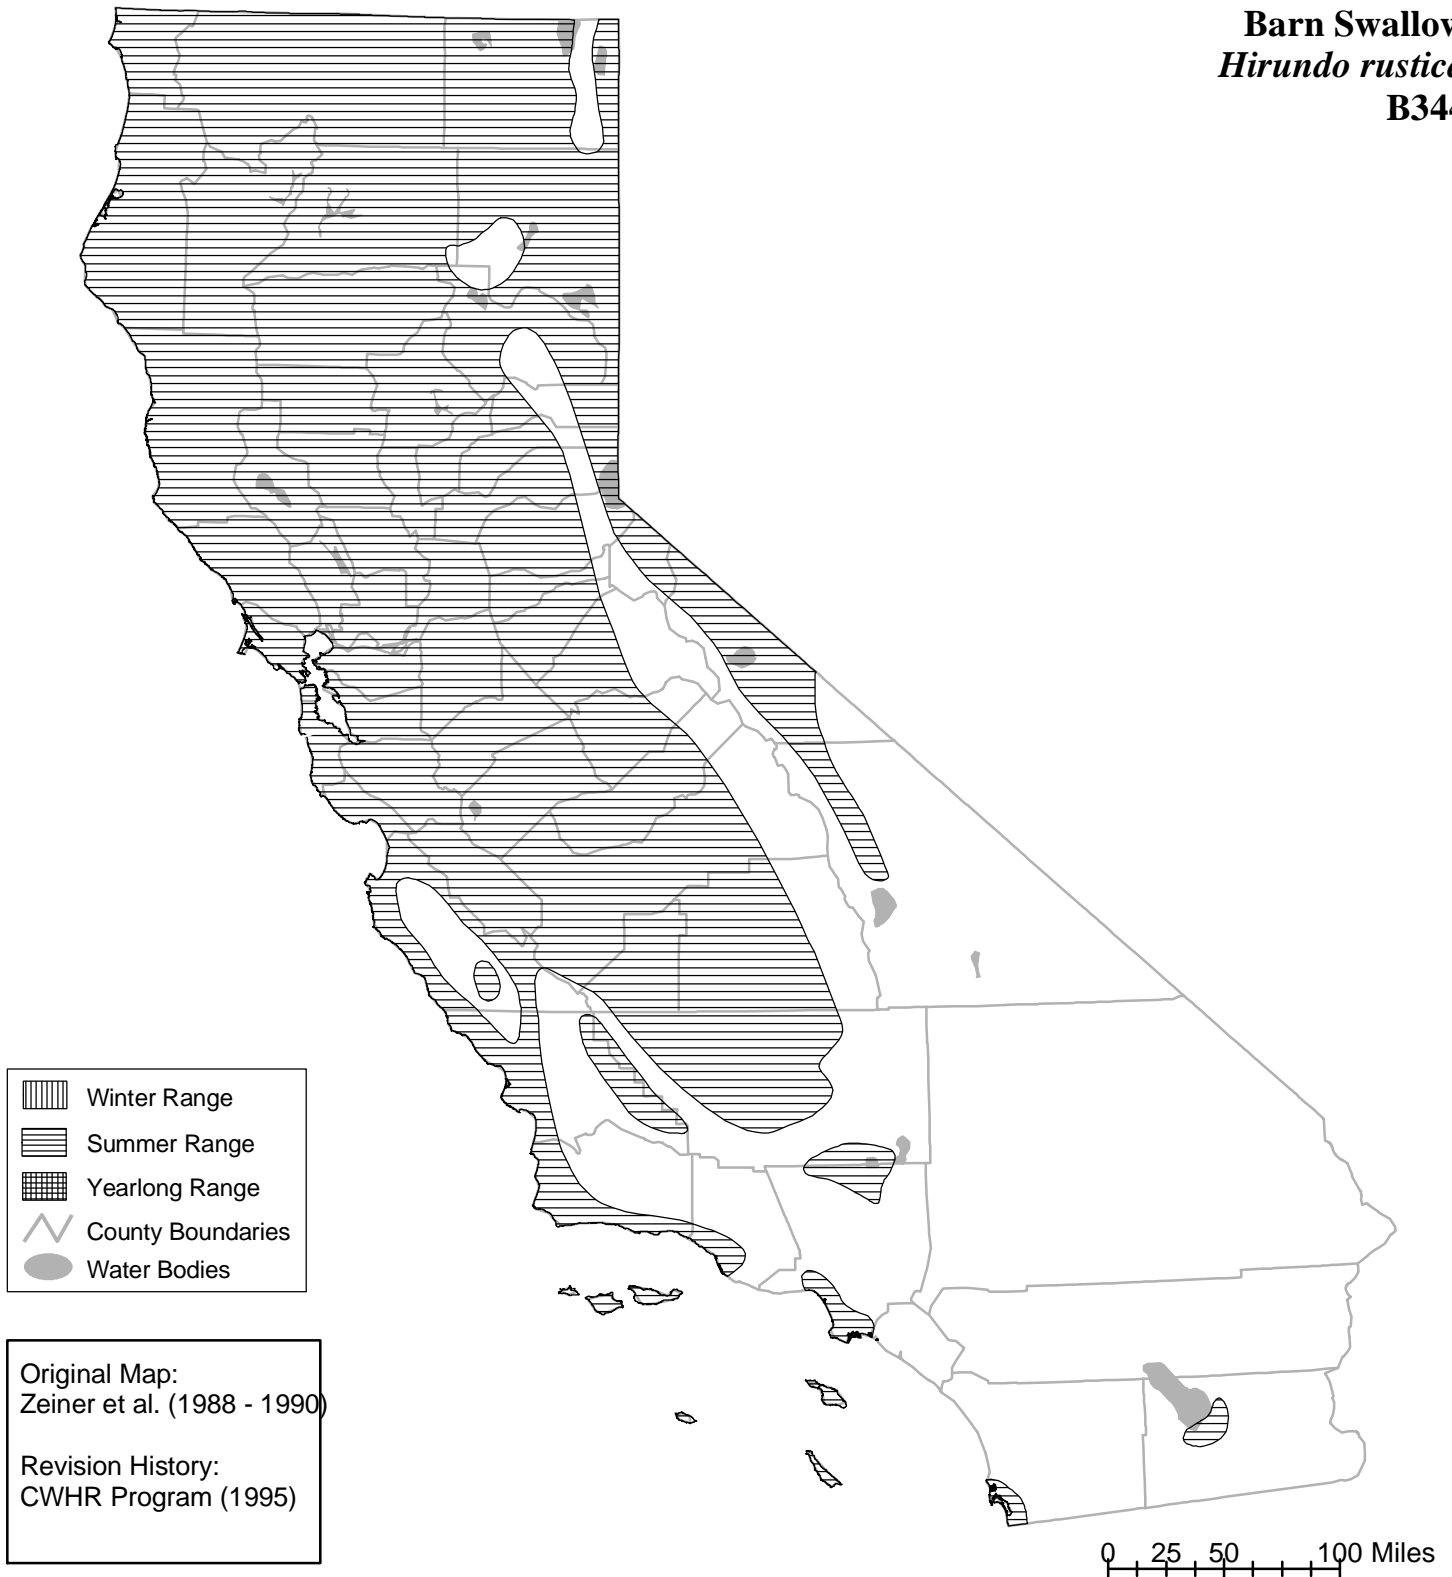 Barn Swallow
Hirundo rustica
B344
Winter Range
Summer Range
Yearlong Range
County Boundaries
Water Bodies
Original Map:
Zeiner et al. (1988 - 1990)
Revision History:
CWHR Program (1995)
0 25 50 100 Miles